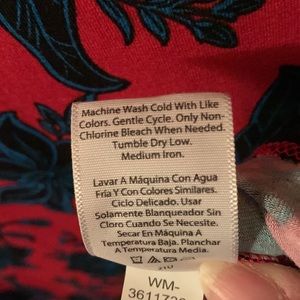 Machine Wash Cold With Like
Colors. Gentle Cycle. Only Non-
Chlorine Bleach When Needed.
Tumble Dry Low.
Medium Iron.
Lavar A Máquina Con Agua
Fría Y Con Colores Similares.
Ciclo Delicado. Usar
Solamente Blanqueador Sin
Cloro Cuando Se Necesite.
Secar En Máquina A
Temperatura Baja. Planchar
A Temperatura Media.
WM-